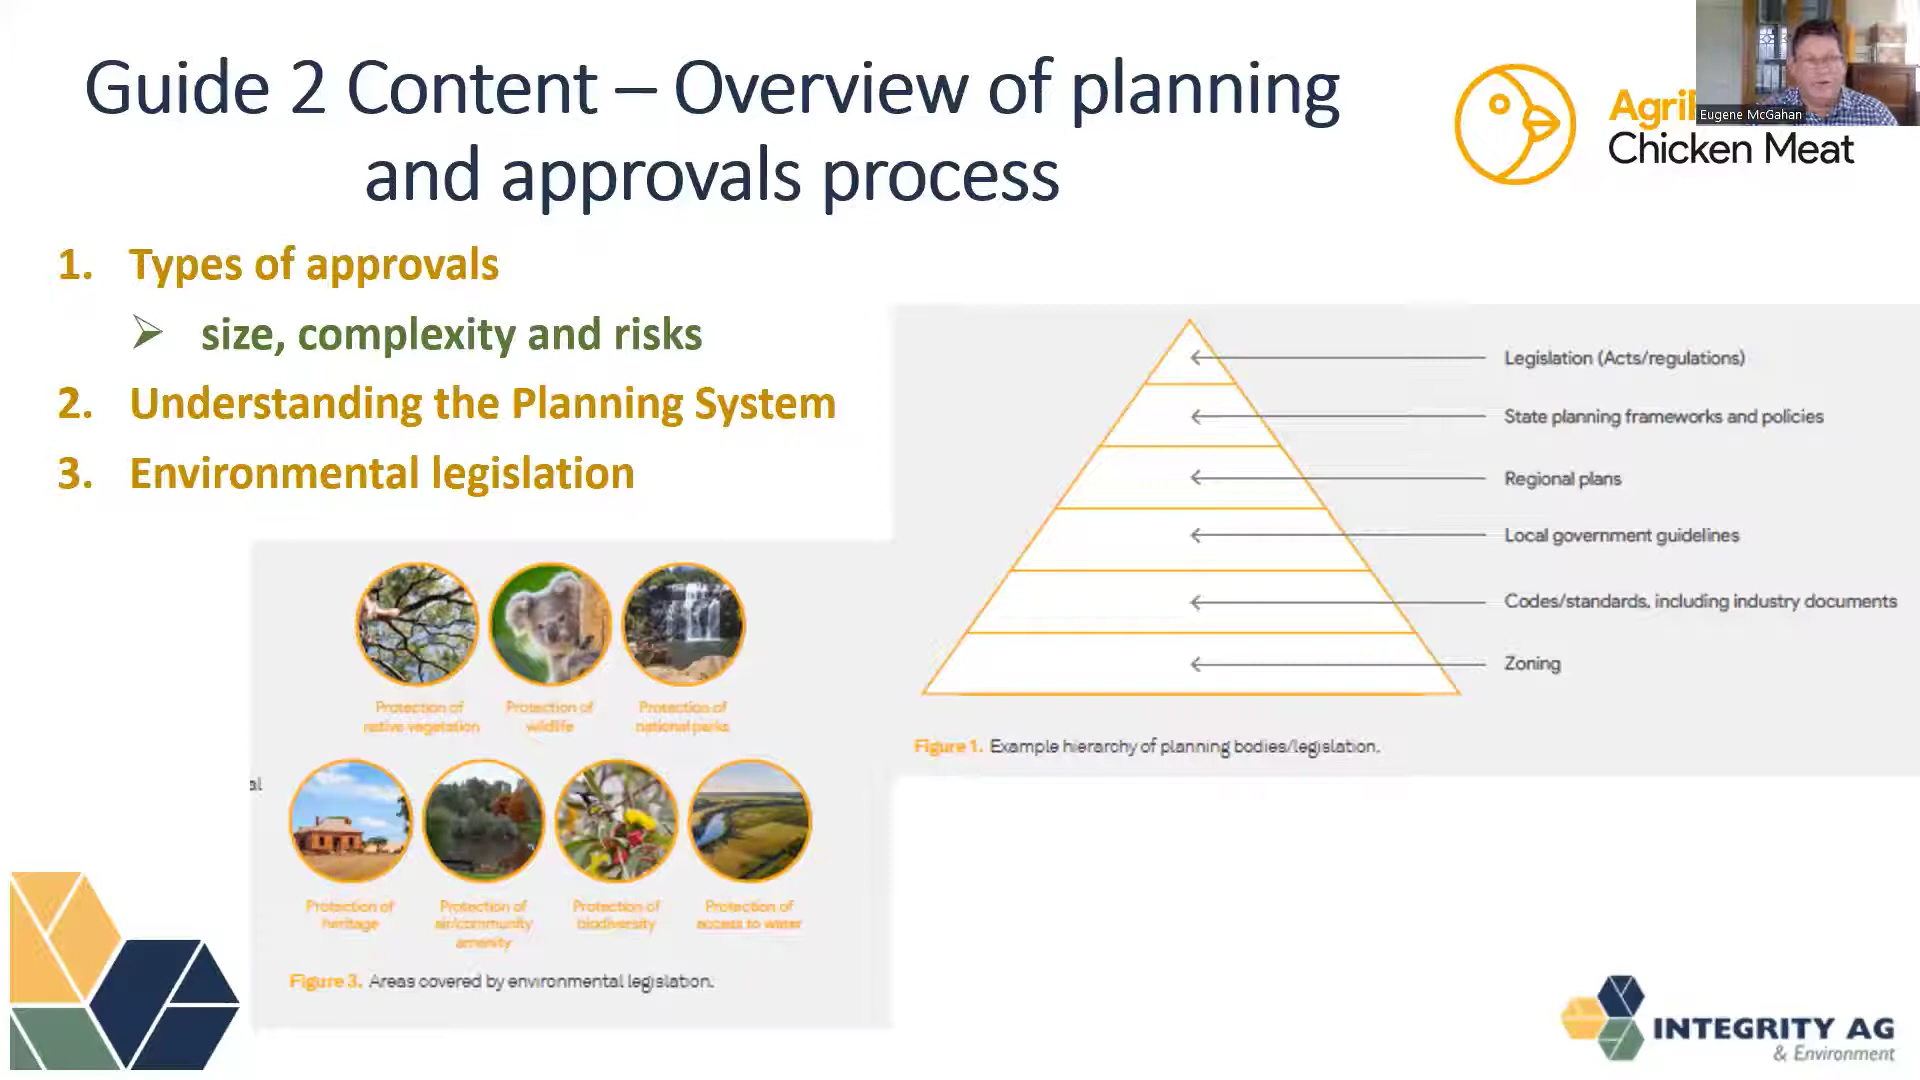 Guide 2 Content – Overview of planning
and approvals process
Eugene McGahan
Chicken Meat
1. Types of approvals
➢ size, complexity and risks
2. Understanding the Planning System
3. Environmental legislation
Legislation (Acts/regulations)
State planning frameworks and policies
Regional plans
Local government guidelines
Codes/standards, including industry documents
Zoning
Figure 1. Example hierarchy of planning bodies/legislation.
Protection of
native vegetation
Protection of
wildlife
Protection of
national parks
al
Protection of
heritage
Protection of
air/community
amenity
Protection of
biodiversity
Protection of
access to water
Figure 3. Areas covered by environmental legislation.
INTEGRITY AG
& Environment